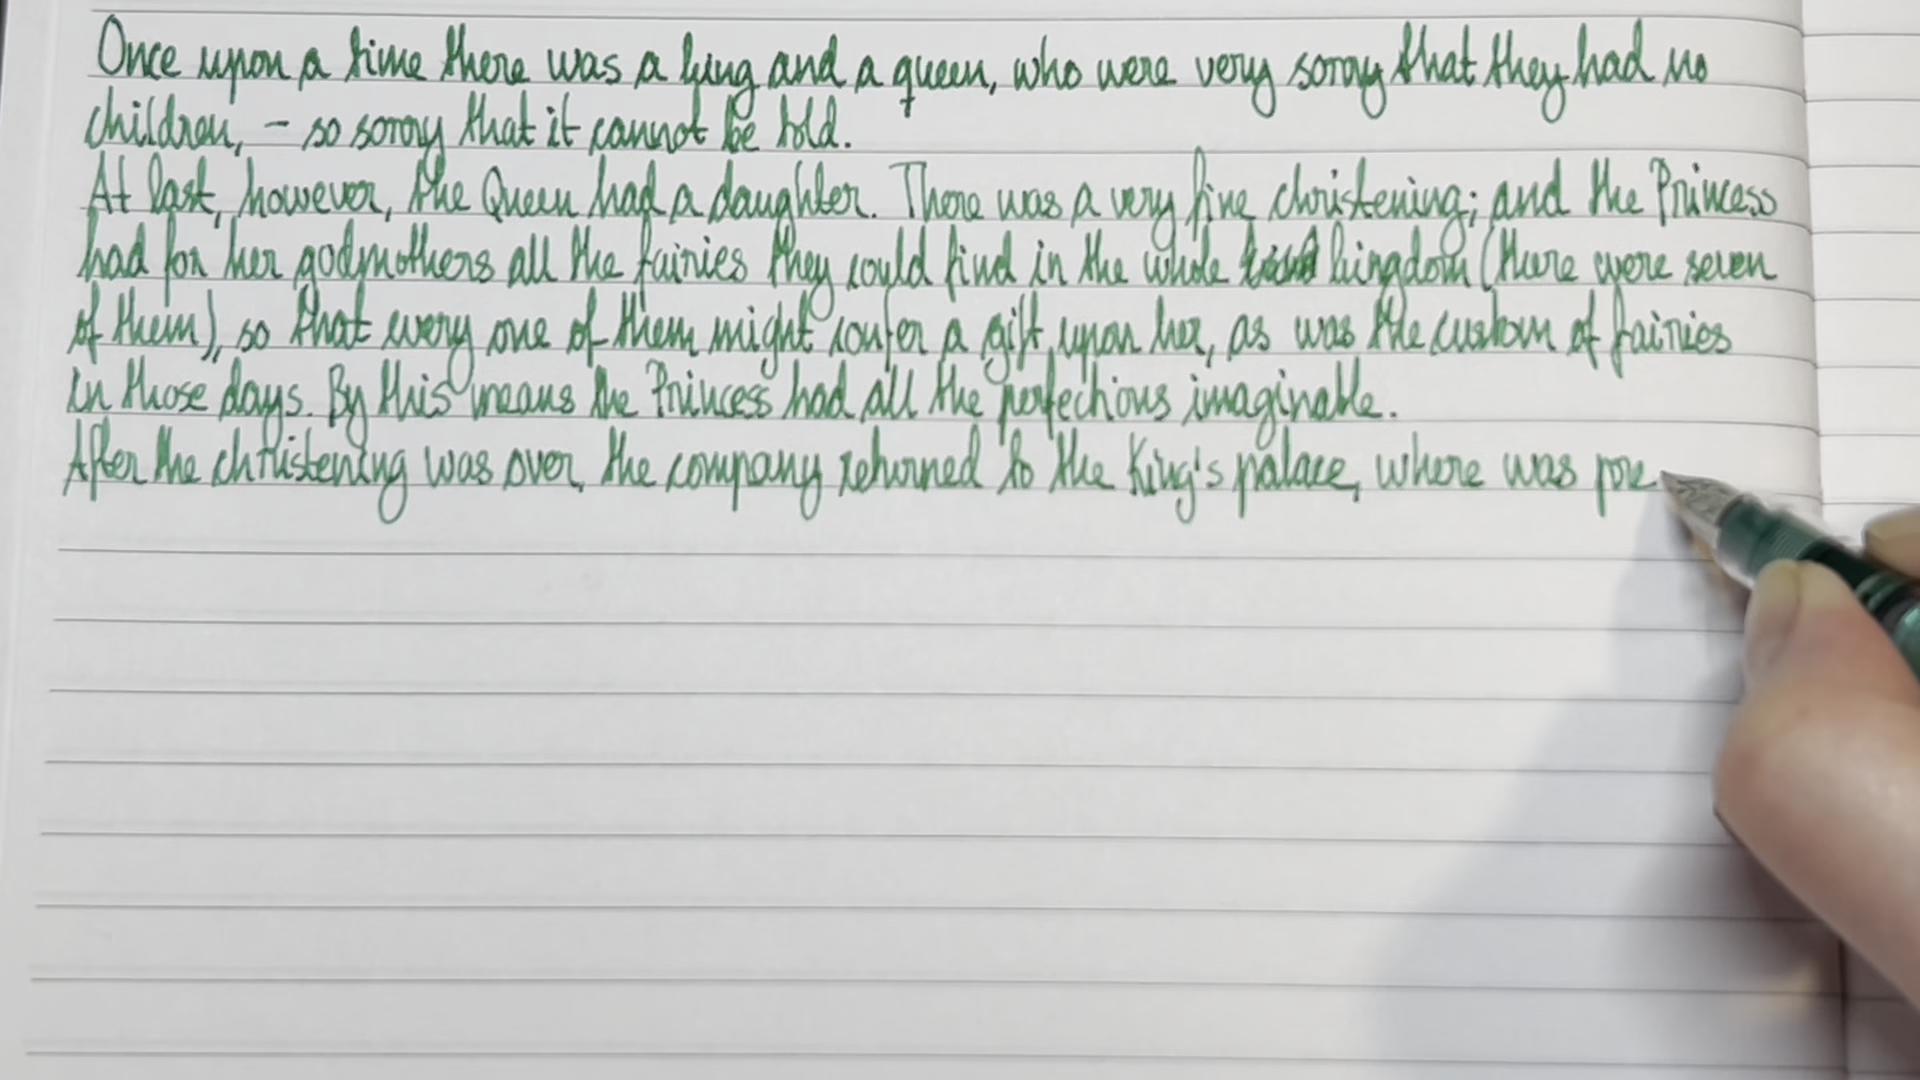 Once upon a time there was a king and a queen, who were very sorry that they had no
children, - so sorry that it cannot be told.
At last, however, the Queen had a daughter. There was a very fine christening; and the Princess
had for her godmothers all the fairies they could find in the whole kingdom (there were seven
of them), so that every one of them might confer a gift upon her, as was the custom of fairies
in those days. By this means the Princess had all the perfections imaginable.
After the christening was over, the company returned to the King's palace, where was pre